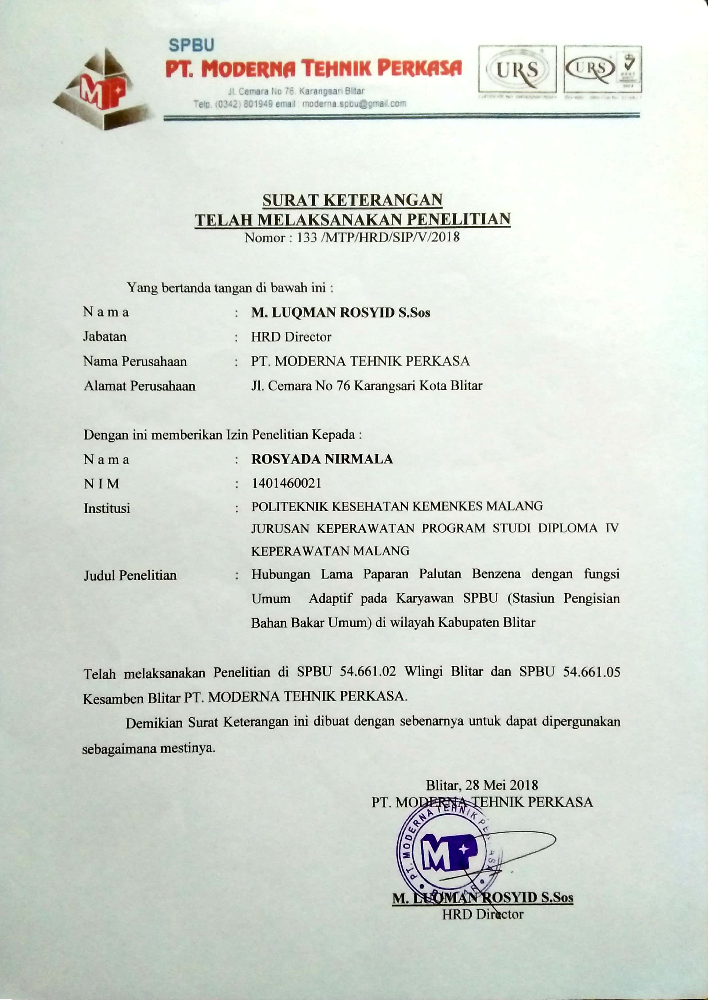 SPBU
PT. MODERNA TEHNIK PERKASA
Jl. Cemara No 76. Karangsari Blitar
Telp. (0342) 801949 email : moderna.spbu@gmail.com
MP
URS
URS
SURAT KETERANGAN
TELAH MELAKSANAKAN PENELITIAN
Nomor : 133 /MTP/HRD/SIP/V/2018
Yang bertanda tangan di bawah ini :
N a m a : M. LUQMAN ROSYID S.Sos
Jabatan : HRD Director
Nama Perusahaan : PT. MODERNA TEHNIK PERKASA
Alamat Perusahaan Jl. Cemara No 76 Karangsari Kota Blitar
Dengan ini memberikan Izin Penelitian Kepada :
N a m a : ROSYADA NIRMALA
N I M : 1401460021
Institusi : POLITEKNIK KESEHATAN KEMENKES MALANG
JURUSAN KEPERAWATAN PROGRAM STUDI DIPLOMA IV
KEPERAWATAN MALANG
Judul Penelitian : Hubungan Lama Paparan Palutan Benzena dengan fungsi
Umum Adaptif pada Karyawan SPBU (Stasiun Pengisian
Bahan Bakar Umum) di wilayah Kabupaten Blitar
Telah melaksanakan Penelitian di SPBU 54.661.02 Wlingi Blitar dan SPBU 54.661.05
Kesamben Blitar PT. MODERNA TEHNIK PERKASA.
Demikian Surat Keterangan ini dibuat dengan sebenarnya untuk dapat dipergunakan
sebagaimana mestinya.
Blitar, 28 Mei 2018
PT. MODERNA TEHNIK PERKASA
PT. MODERNA TEHNIK PERKASA
MP
BLITAR
M. LUQMAN ROSYID S.Sos
HRD Director